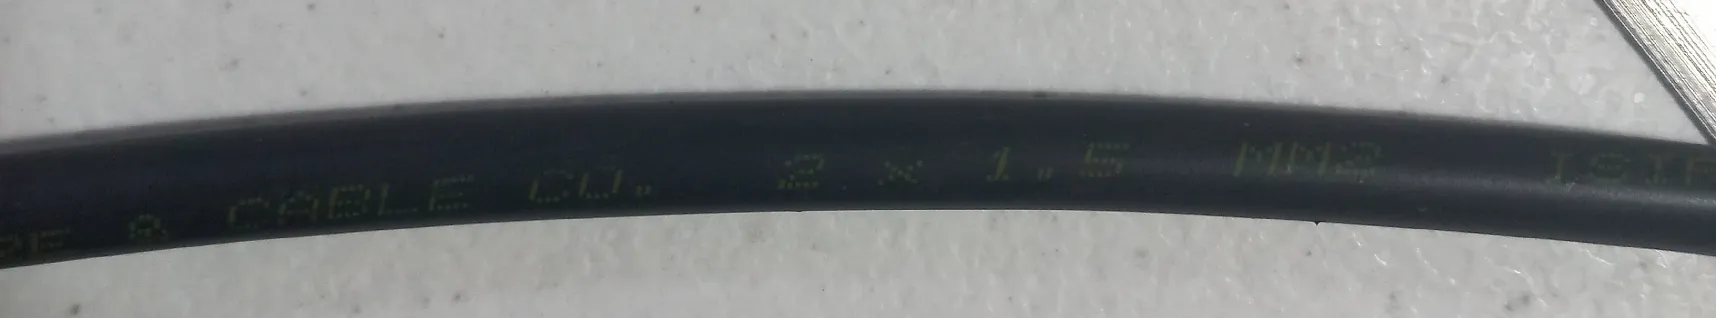 & CABLE CO. 2 x 1.5 MM2